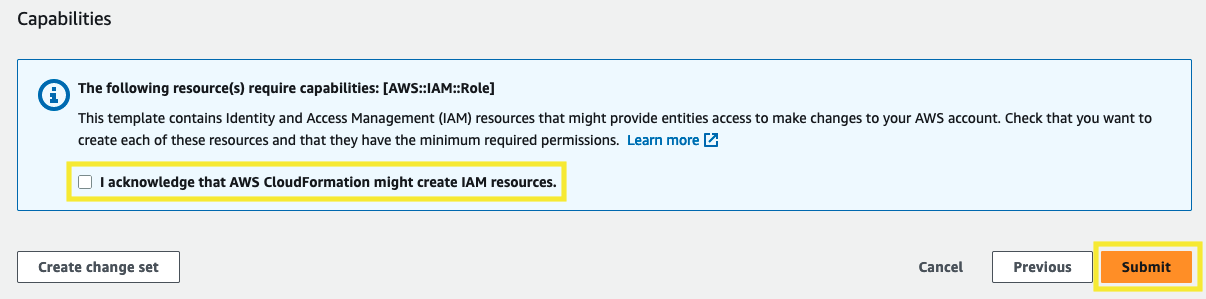 Capabilities
The following resource(s) require capabilities: [AWS::IAM::Role]
This template contains Identity and Access Management (IAM) resources that might provide entities access to make changes to your AWS account. Check that you want to
create each of these resources and that they have the minimum required permissions. Learn more
I acknowledge that AWS CloudFormation might create IAM resources.
Create change set Cancel Previous Submit